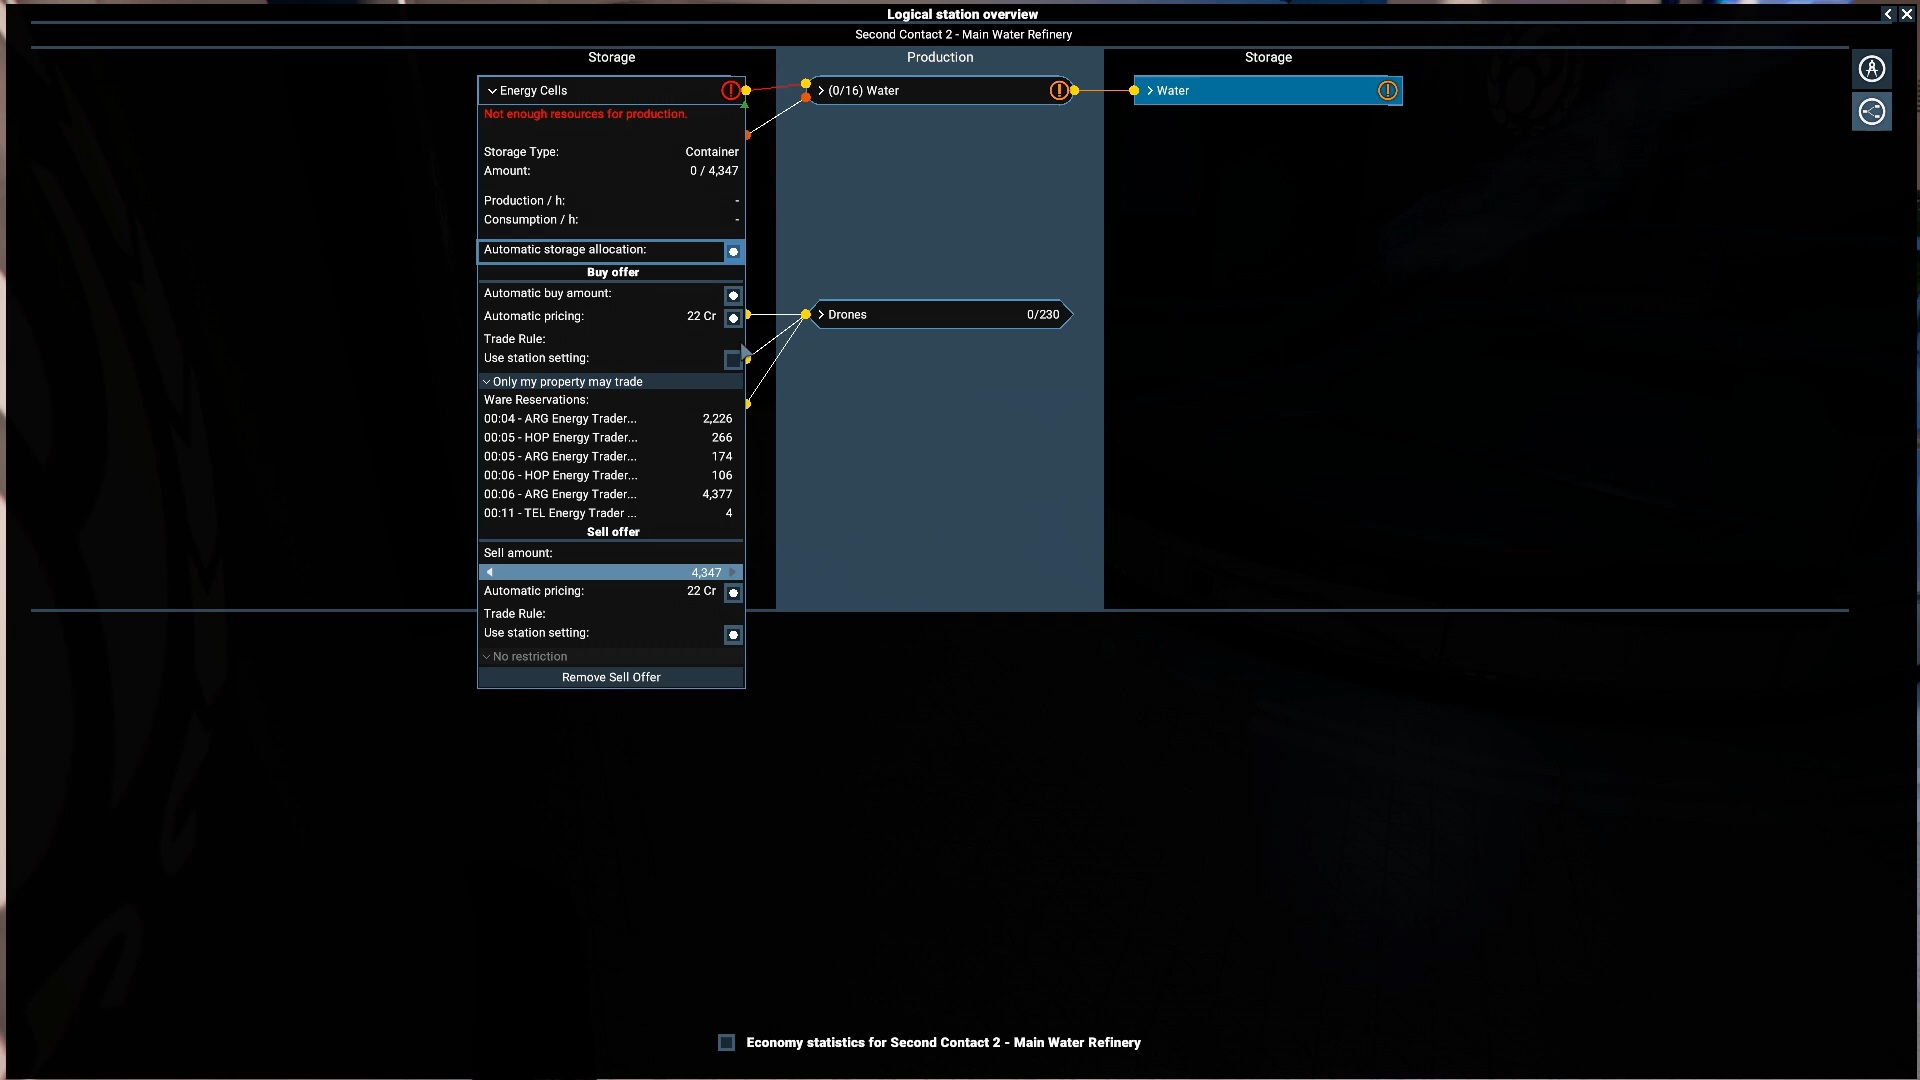 Logical station overview
Second Contact 2 - Main Water Refinery
Storage
Production
Storage
Energy Cells
(0/16) Water
Water
Not enough resources for production.
Storage Type: Container
Amount: 0 / 4,347
Production / h: -
Consumption / h: -
Automatic storage allocation:
Buy offer
Automatic buy amount:
Automatic pricing: 22 Cr
Drones 0/230
Trade Rule:
Use station setting:
Only my property may trade
Ware Reservations:
00:04 - ARG Energy Trader... 2,226
00:05 - HOP Energy Trader... 266
00:05 - ARG Energy Trader... 174
00:06 - HOP Energy Trader... 106
00:06 - ARG Energy Trader... 4,377
00:11 - TEL Energy Trader ... 4
Sell offer
Sell amount:
4,347
Automatic pricing: 22 Cr
Trade Rule:
Use station setting:
No restriction
Remove Sell Offer
Economy statistics for Second Contact 2 - Main Water Refinery